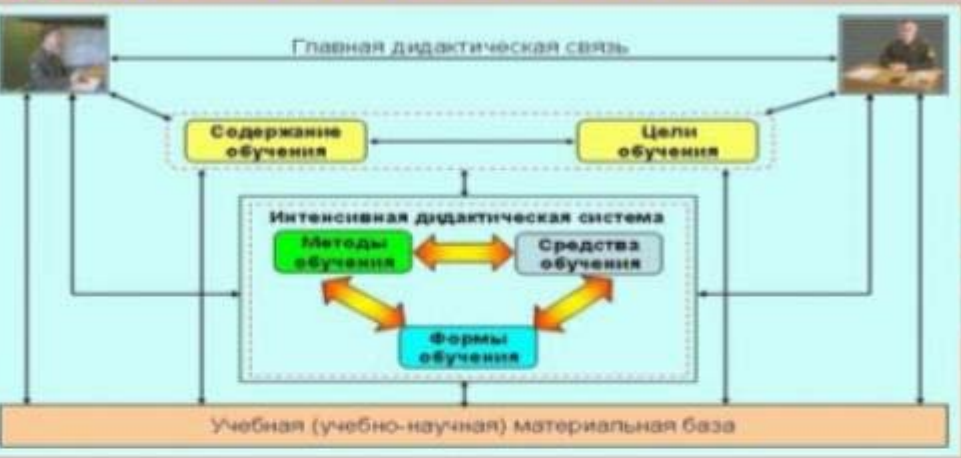 Главная дидактическая связь
Содержание
обучения
Цели
обучения
Интенсивная дидактическая система
Методы
обучения
Средства
обучения
Формы
обучения
Учебная (учебно-научная) материальная база